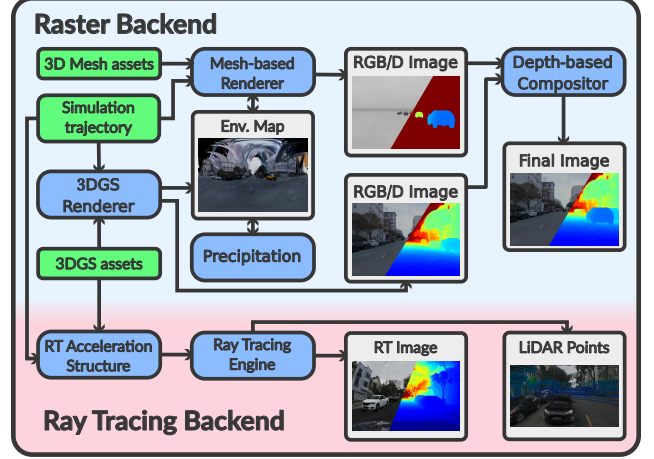 Raster Backend
3D Mesh assets
Mesh-based
Renderer
RGB/D Image
Depth-based
Compositor
Simulation
trajectory
Env. Map
Final Image
3DGS
Renderer
RGB/D Image
Precipitation
3DGS assets
RT Acceleration
Structure
Ray Tracing
Engine
RT Image
LiDAR Points
Ray Tracing Backend